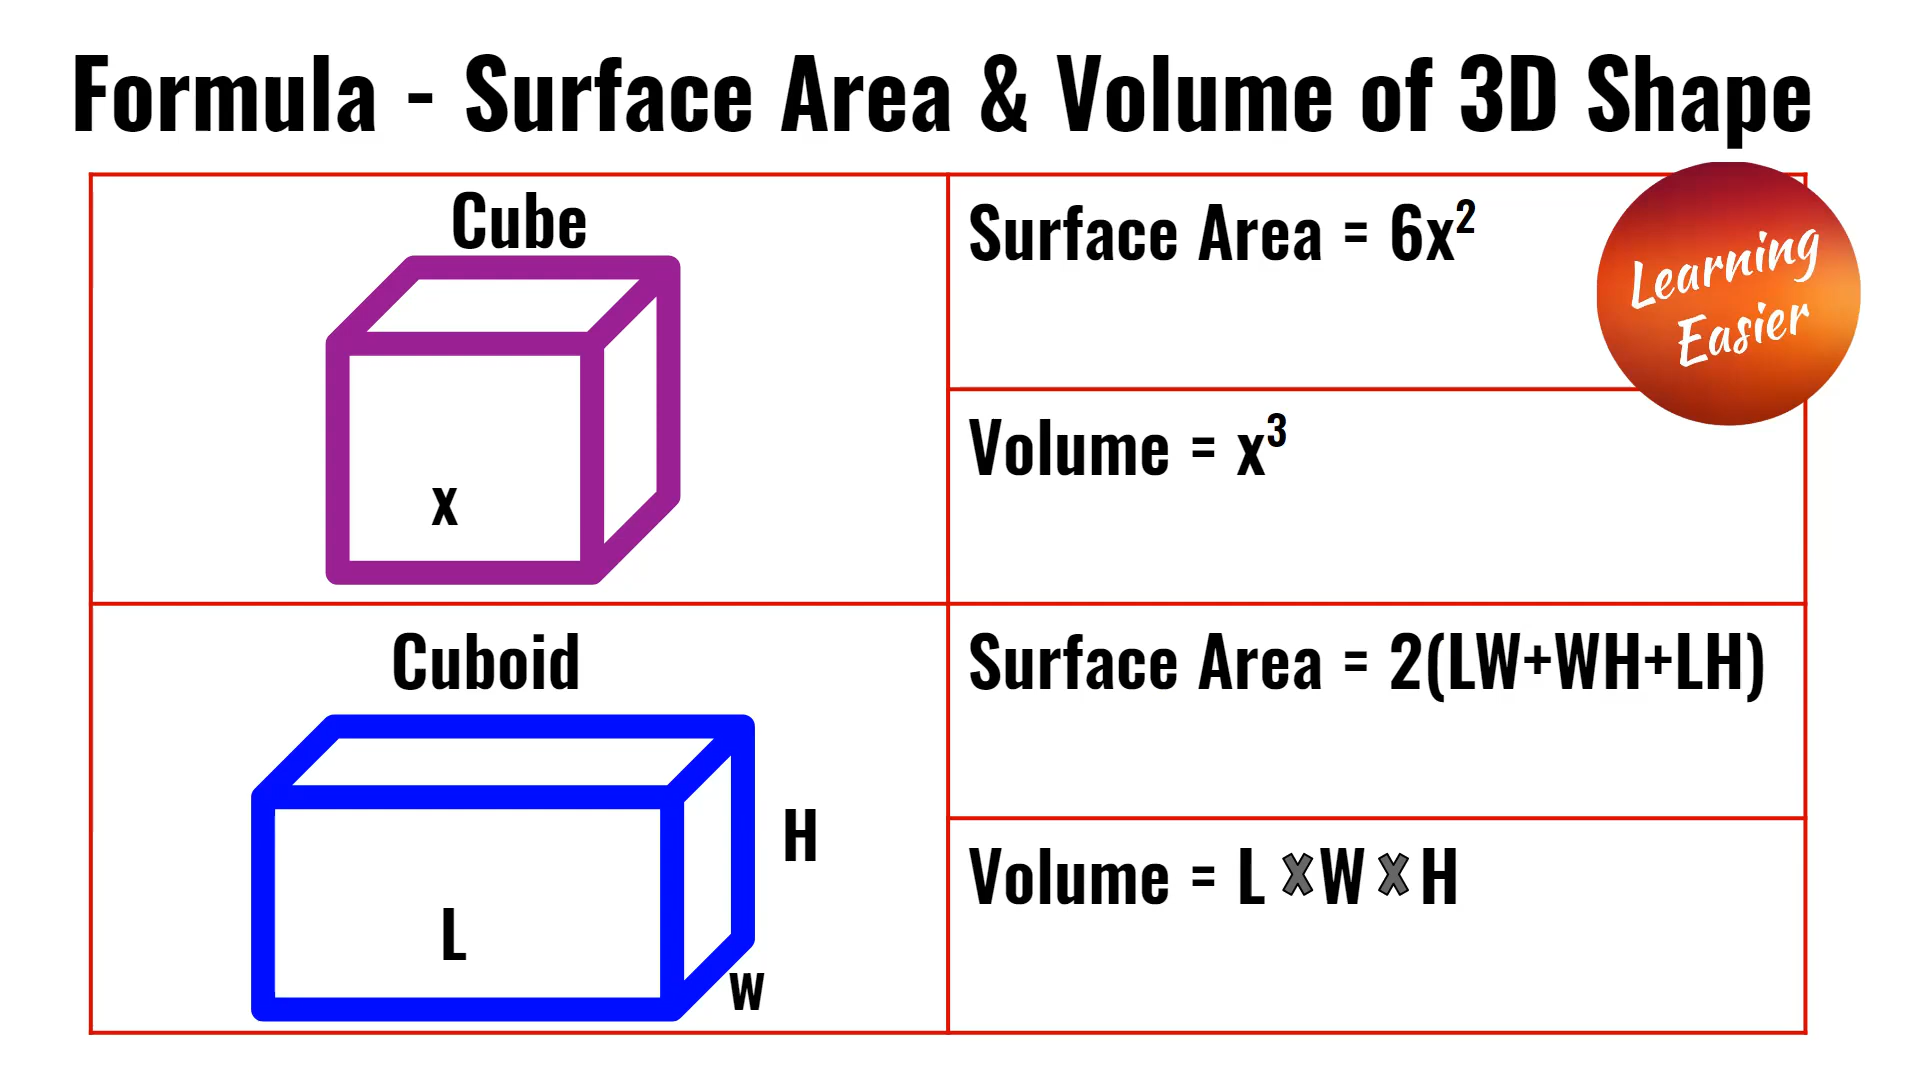 Formula - Surface Area & Volume of 3D Shape
Cube
x
Surface Area = 6x²
Volume = x³
Learning
Easier
Cuboid
H
L
w
Surface Area = 2(LW+WH+LH)
Volume = L × W × H